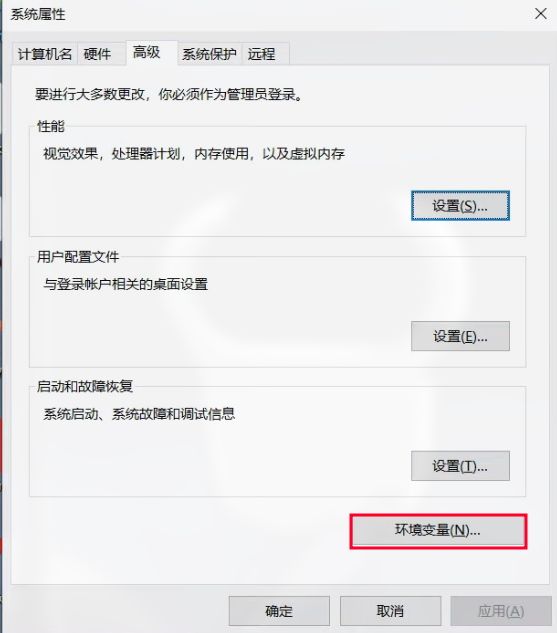 系统属性
计算机名 硬件 高级 系统保护 远程
要进行大多数更改，你必须作为管理员登录。
性能
视觉效果，处理器计划，内存使用，以及虚拟内存
设置(S)...
用户配置文件
与登录帐户相关的桌面设置
设置(E)...
启动和故障恢复
系统启动、系统故障和调试信息
设置(T)...
环境变量(N)...
确定 取消 应用(A)